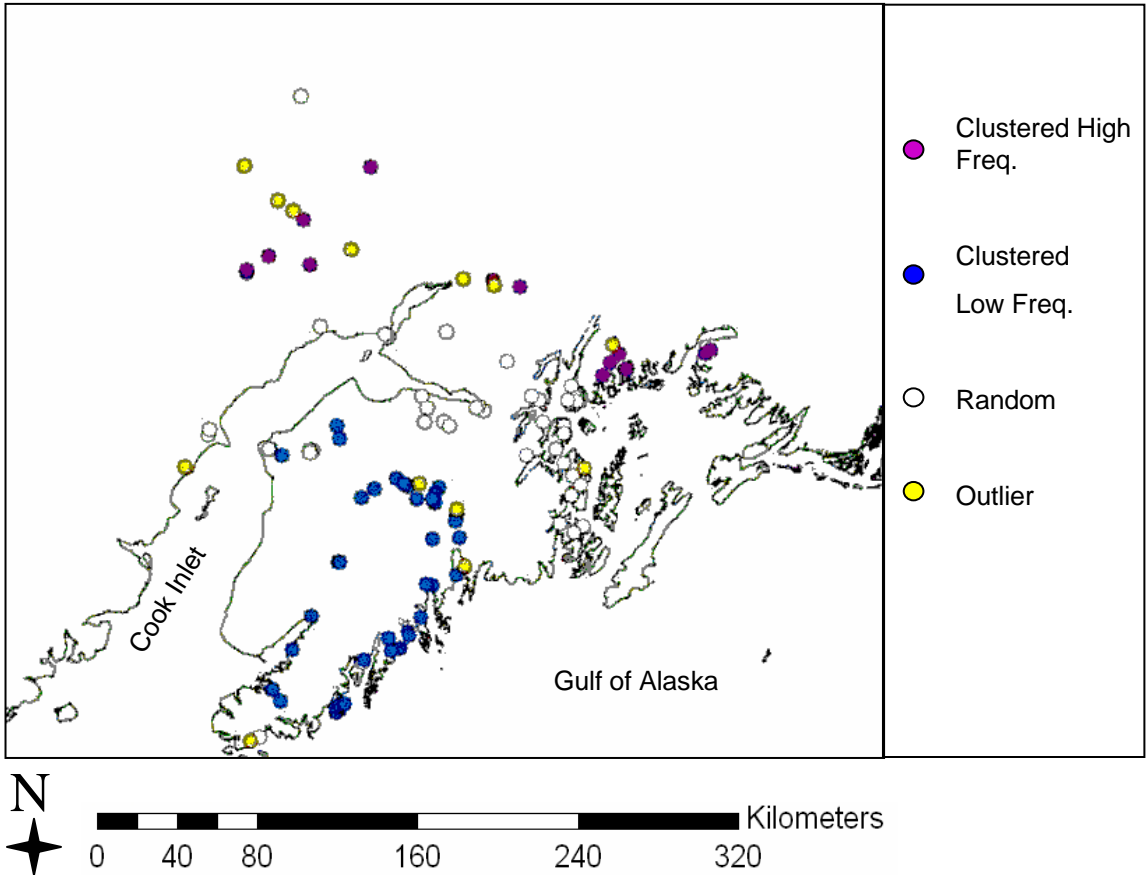 Clustered High
Freq.
Clustered
Low Freq.
Random
Outlier
Cook Inlet
Gulf of Alaska
N
Kilometers
0 40 80 160 240 320